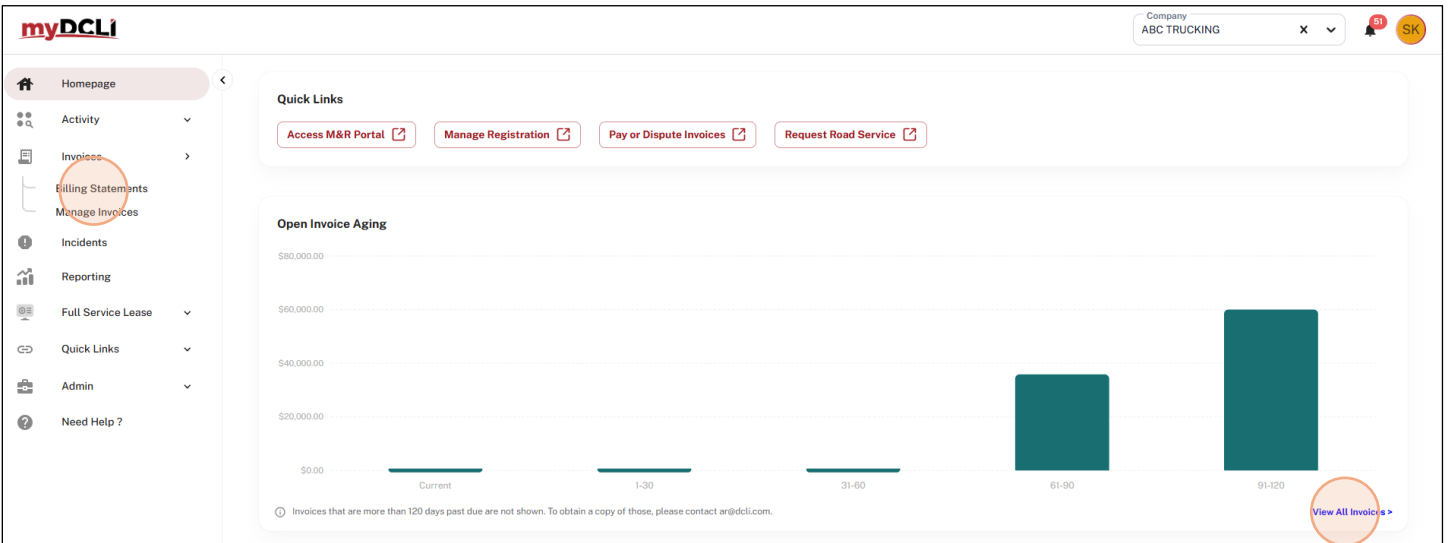 myDCLi
Company
ABC TRUCKING
51
SK
Homepage
Activity
Invoices
Billing Statements
Manage Invoices
Incidents
Reporting
Full Service Lease
Quick Links
Admin
Need Help ?
Quick Links
Access M&R Portal
Manage Registration
Pay or Dispute Invoices
Request Road Service
Open Invoice Aging
$80,000.00
$60,000.00
$40,000.00
$20,000.00
$0.00
Current
1-30
31-60
61-90
91-120
Invoices that are more than 120 days past due are not shown. To obtain a copy of those, please contact ar@dcli.com.
View All Invoices >